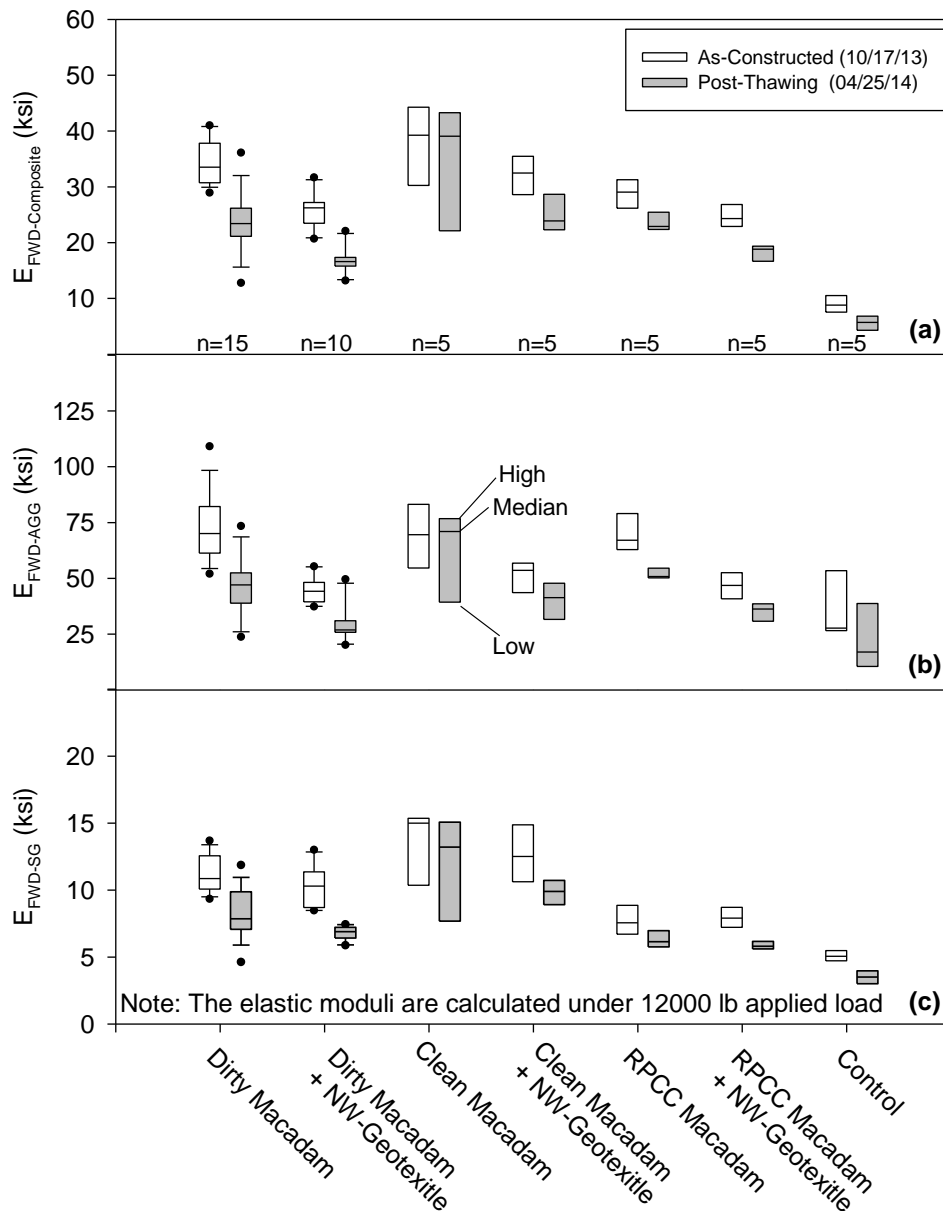 60
50
40
30
20
10
E_FWD-Composite (ksi)
As-Constructed (10/17/13)
Post-Thawing (04/25/14)
(a)
n=15 n=10 n=5 n=5 n=5 n=5 n=5
125
100
75
50
25
E_FWD-AGG (ksi)
High
Median
Low
(b)
20
15
10
5
0
E_FWD-SG (ksi)
Note: The elastic moduli are calculated under 12000 lb applied load
(c)
Dirty Macadam
Dirty Macadam
+ NW-Geotexitle
Clean Macadam
Clean Macadam
+ NW-Geotexitle
RPCC Macadam
RPCC Macadam
+ NW-Geotexitle
Control